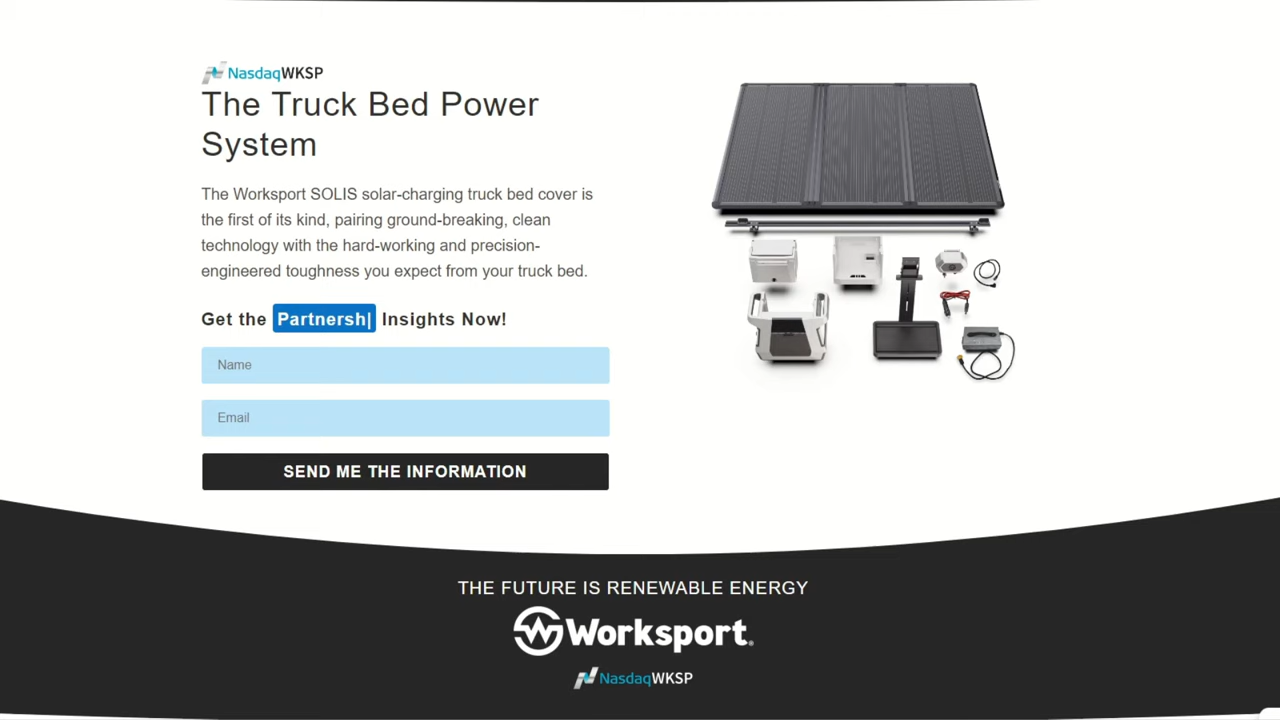 NasdaqWKSP
The Truck Bed Power
System
The Worksport SOLIS solar-charging truck bed cover is
the first of its kind, pairing ground-breaking, clean
technology with the hard-working and precision-
engineered toughness you expect from your truck bed.
Get the Partnersh| Insights Now!
Name
Email
SEND ME THE INFORMATION
THE FUTURE IS RENEWABLE ENERGY
Worksport®
NasdaqWKSP